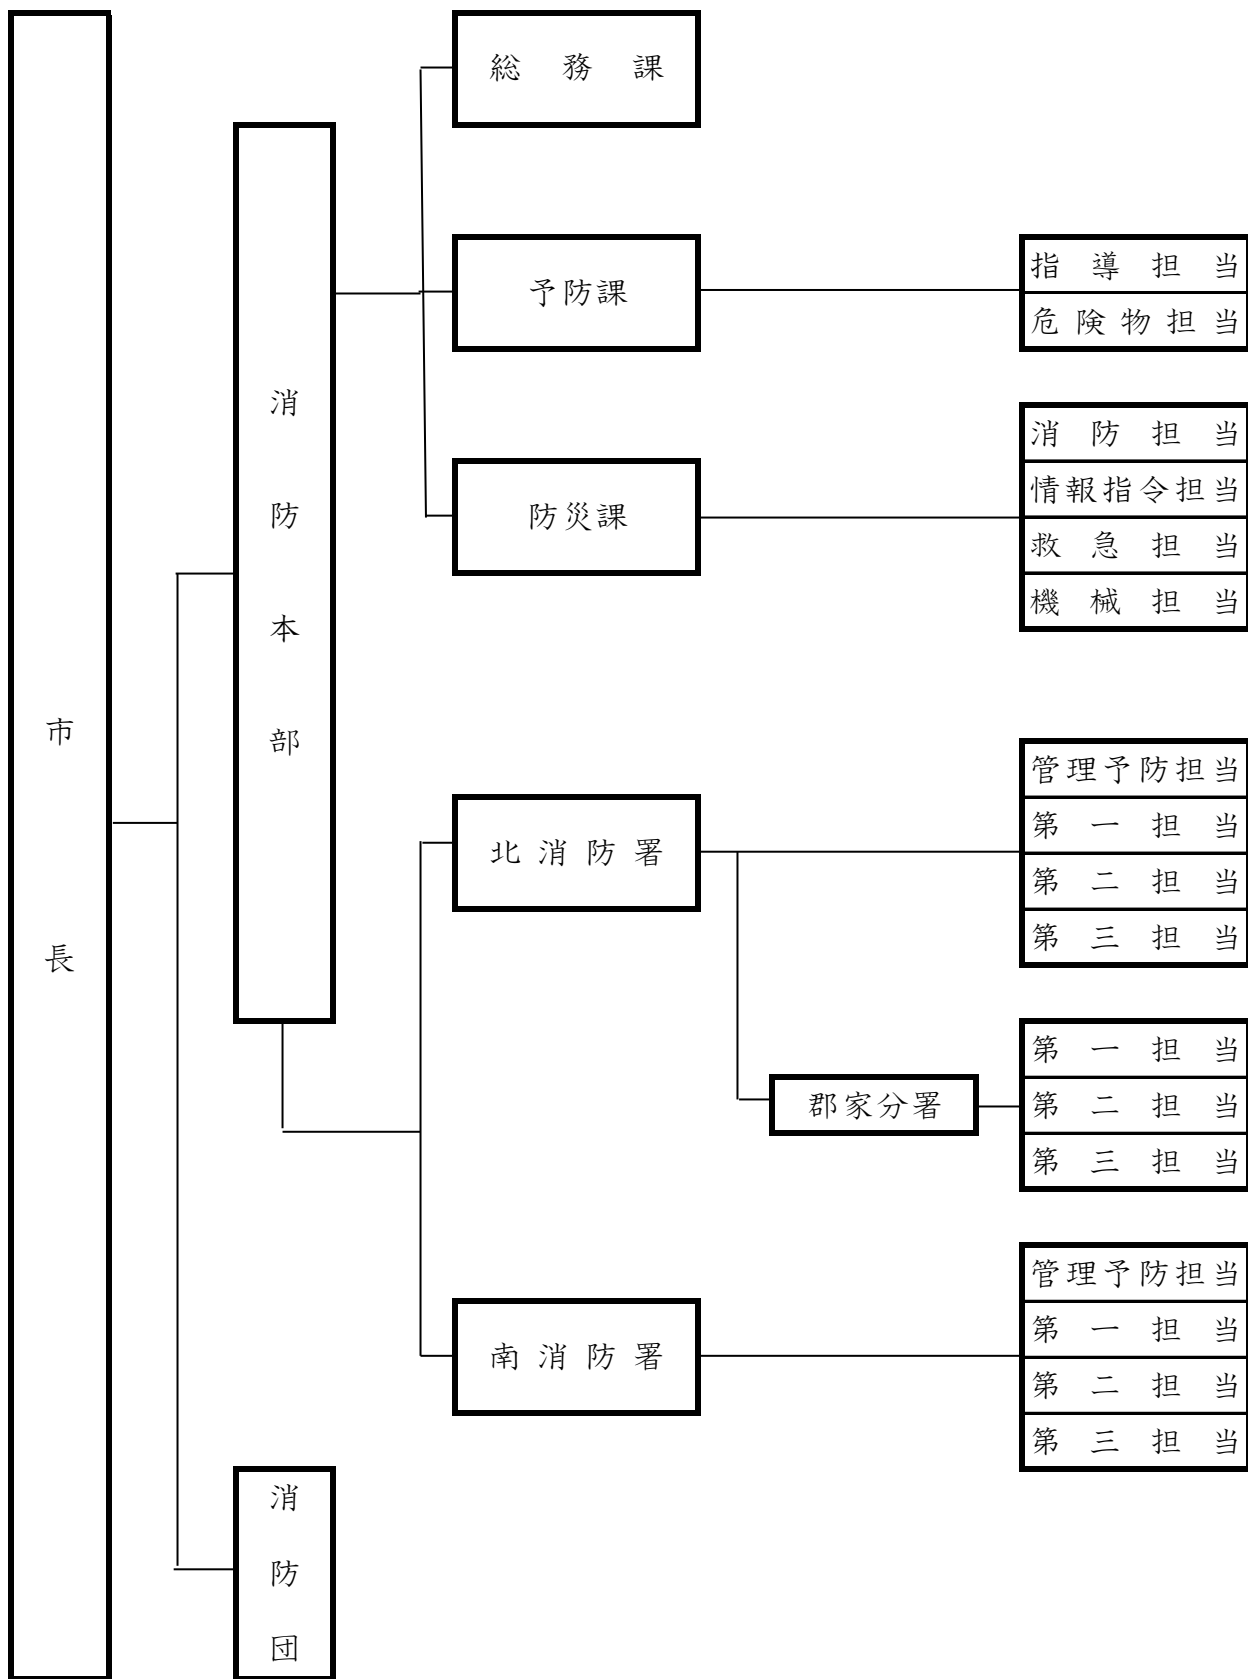 市長
消防本部
総務課
予防課
指導担当
危険物担当
防災課
消防担当
情報指令担当
救急担当
機械担当
北消防署
管理予防担当
第一担当
第二担当
第三担当
郡家分署
第一担当
第二担当
第三担当
南消防署
管理予防担当
第一担当
第二担当
第三担当
消防団